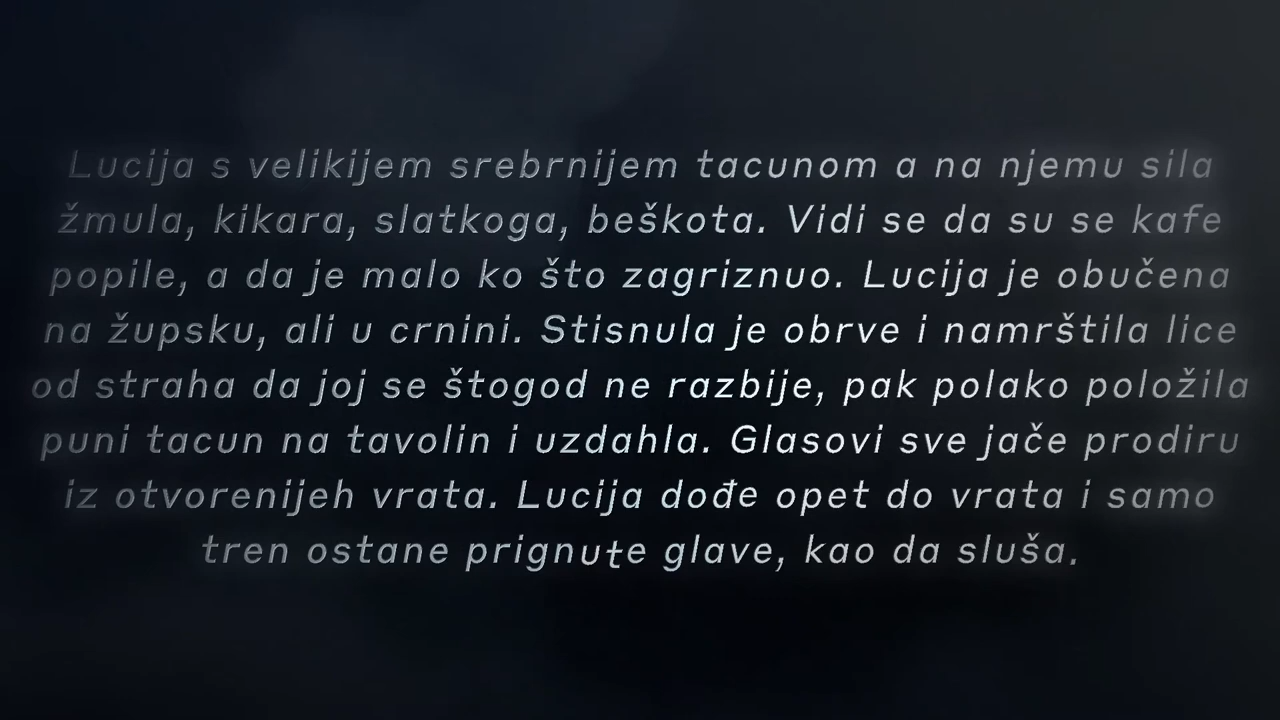 Lucija s velikijem srebrnijem tacunom a na njemu sila
žmula, kikara, slatkoga, beškota. Vidi se da su se kafe
popile, a da je malo ko što zagriznuo. Lucija je obučena
na župsku, ali u crnini. Stisnula je obrve i namrštila lice
od straha da joj se štogod ne razbije, pak polako položila
puni tacun na tavolin i uzdahla. Glasovi sve jače prodiru
iz otvorenijeh vrata. Lucija dođe opet do vrata i samo
tren ostane prignute glave, kao da sluša.